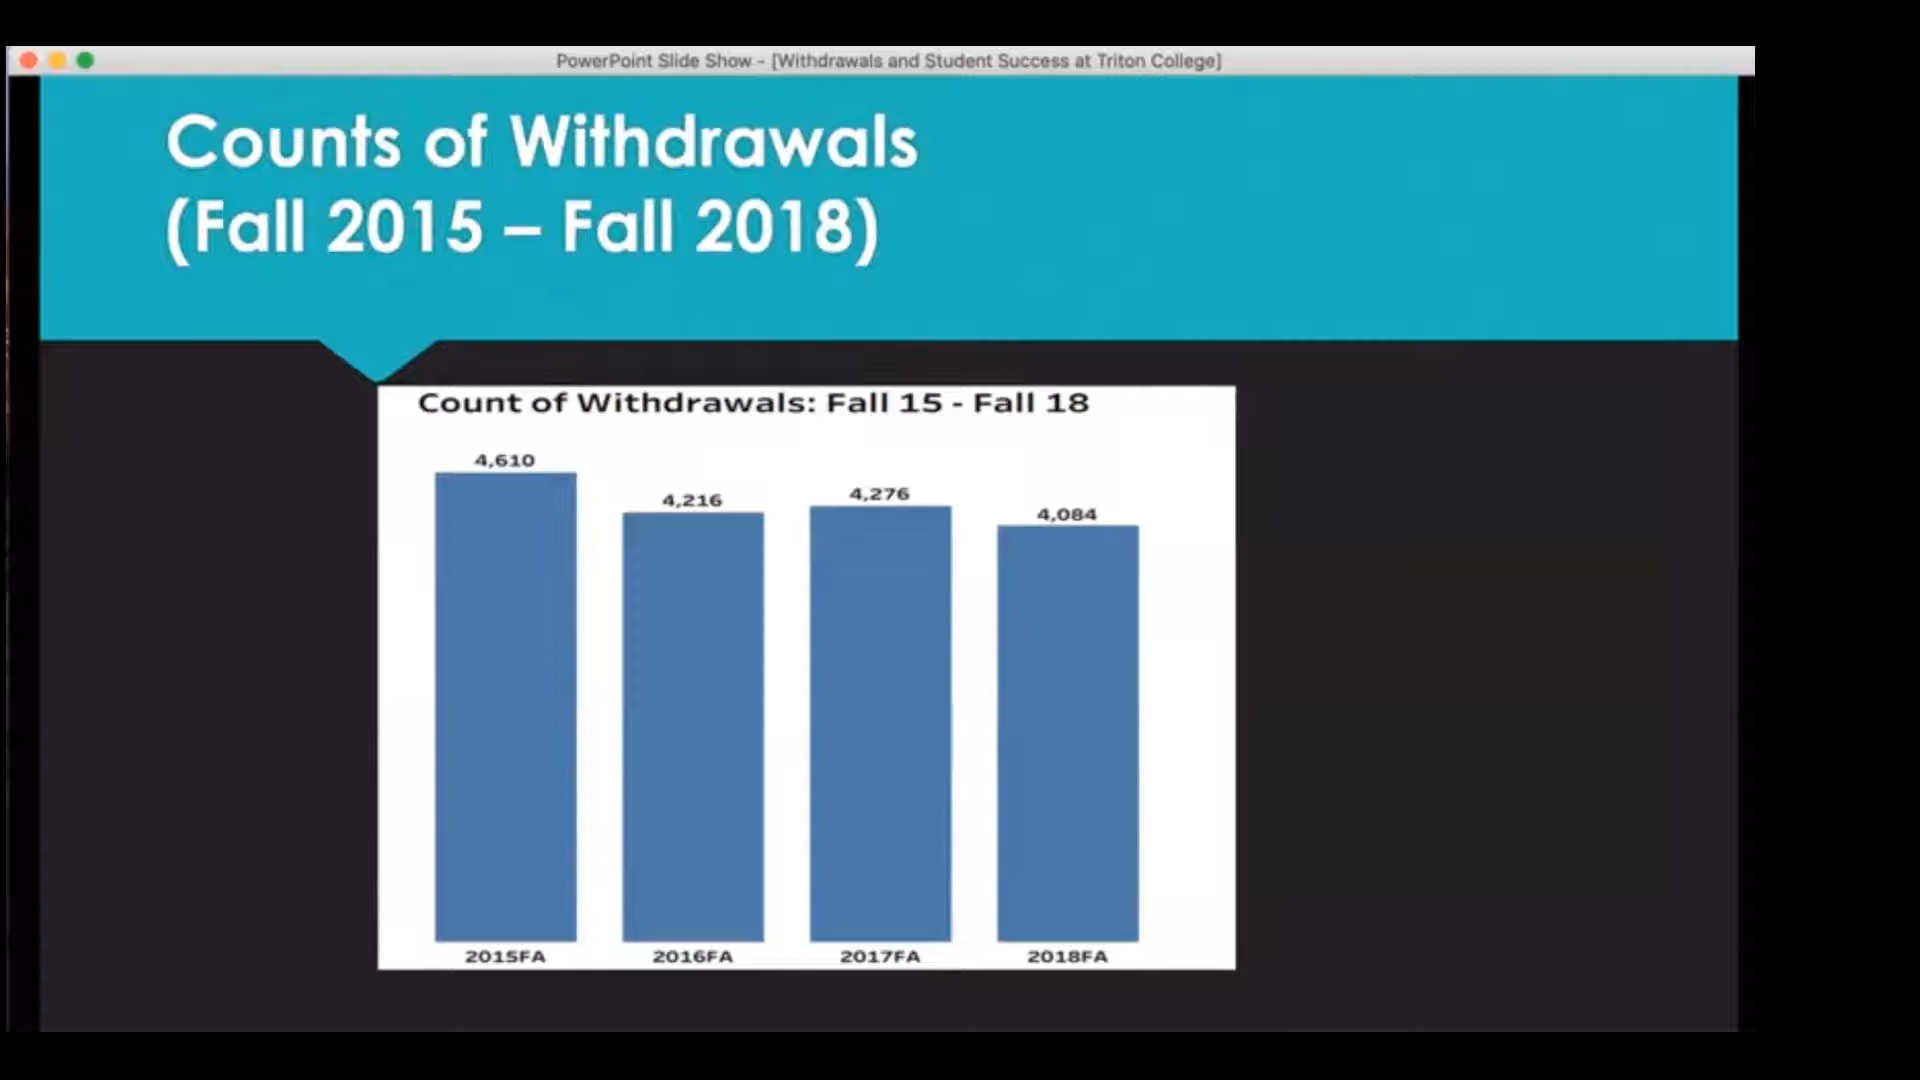 PowerPoint Slide Show - [Withdrawals and Student Success at Triton College]
Counts of Withdrawals
(Fall 2015 – Fall 2018)
Count of Withdrawals: Fall 15 - Fall 18
4,610
4,216
4,276
4,084
2015FA
2016FA
2017FA
2018FA